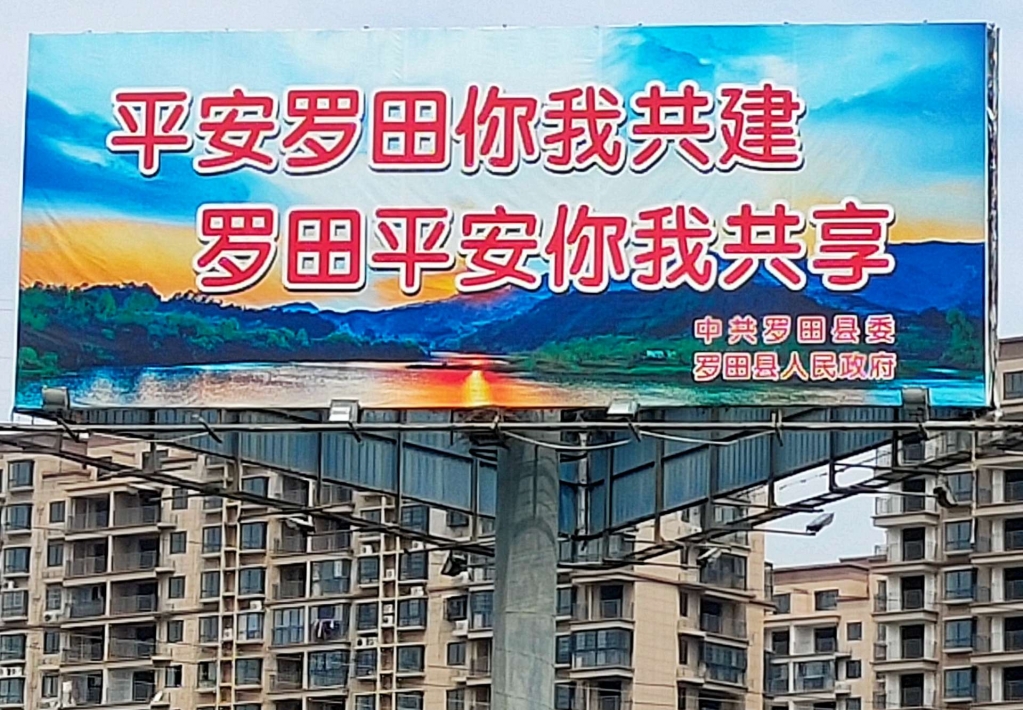 平安罗田你我共建
罗田平安你我共享
中共罗田县委
罗田县人民政府